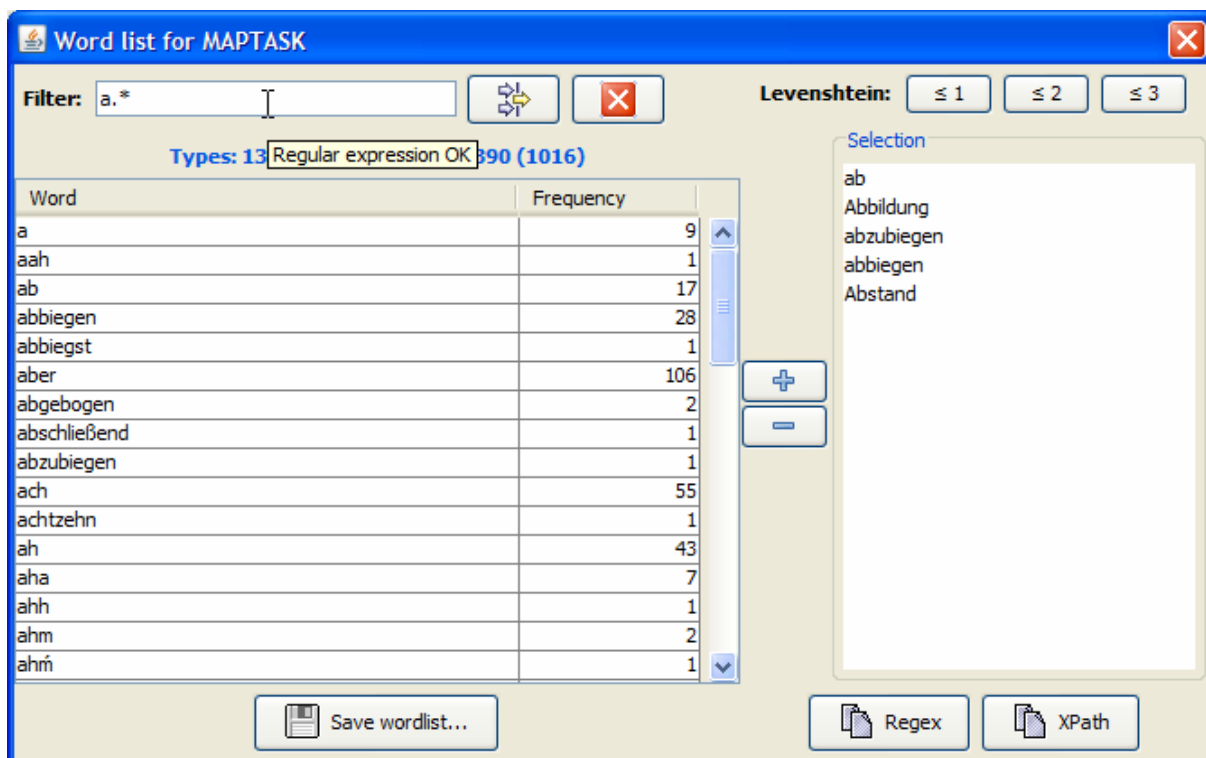 Word list for MAPTASK
Filter: a.* Levenshtein: ≤ 1 ≤ 2 ≤ 3
Types: 13 Regular expression OK 390 (1016)
Selection
Word Frequency
a 9
aah 1
ab 17
abbiegen 28
abbiegst 1
aber 106
abgebogen 2
abschließend 1
abzubiegen 1
ach 55
achtzehn 1
ah 43
aha 7
ahh 1
ahm 2
ahḿ 1
ab
Abbildung
abzubiegen
abbiegen
Abstand
Save wordlist... Regex XPath